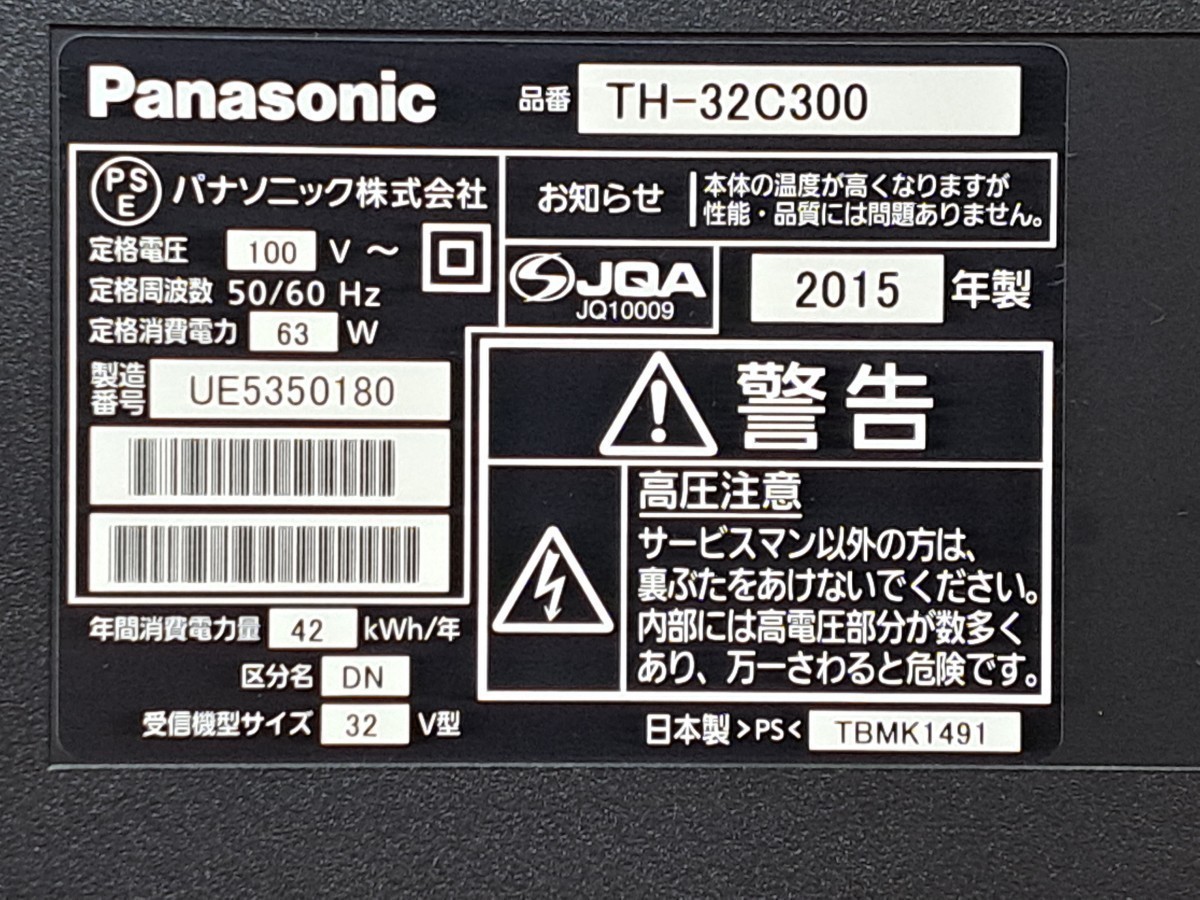 Panasonic
品番 TH-32C300
PSE パナソニック株式会社
定格電圧 100 V ～
定格周波数 50/60 Hz
定格消費電力 63 W
製造番号 UE5350180
年間消費電力量 42 kWh/年
区分名 DN
受信機型サイズ 32 V型
お知らせ
本体の温度が高くなりますが
性能・品質には問題ありません。
JQA
JQ10009
2015 年製
警告
高圧注意
サービスマン以外の方は、
裏ぶたをあけないでください。
内部には高電圧部分が数多く
あり、万一さわると危険です。
日本製 >PS< TBMK1491